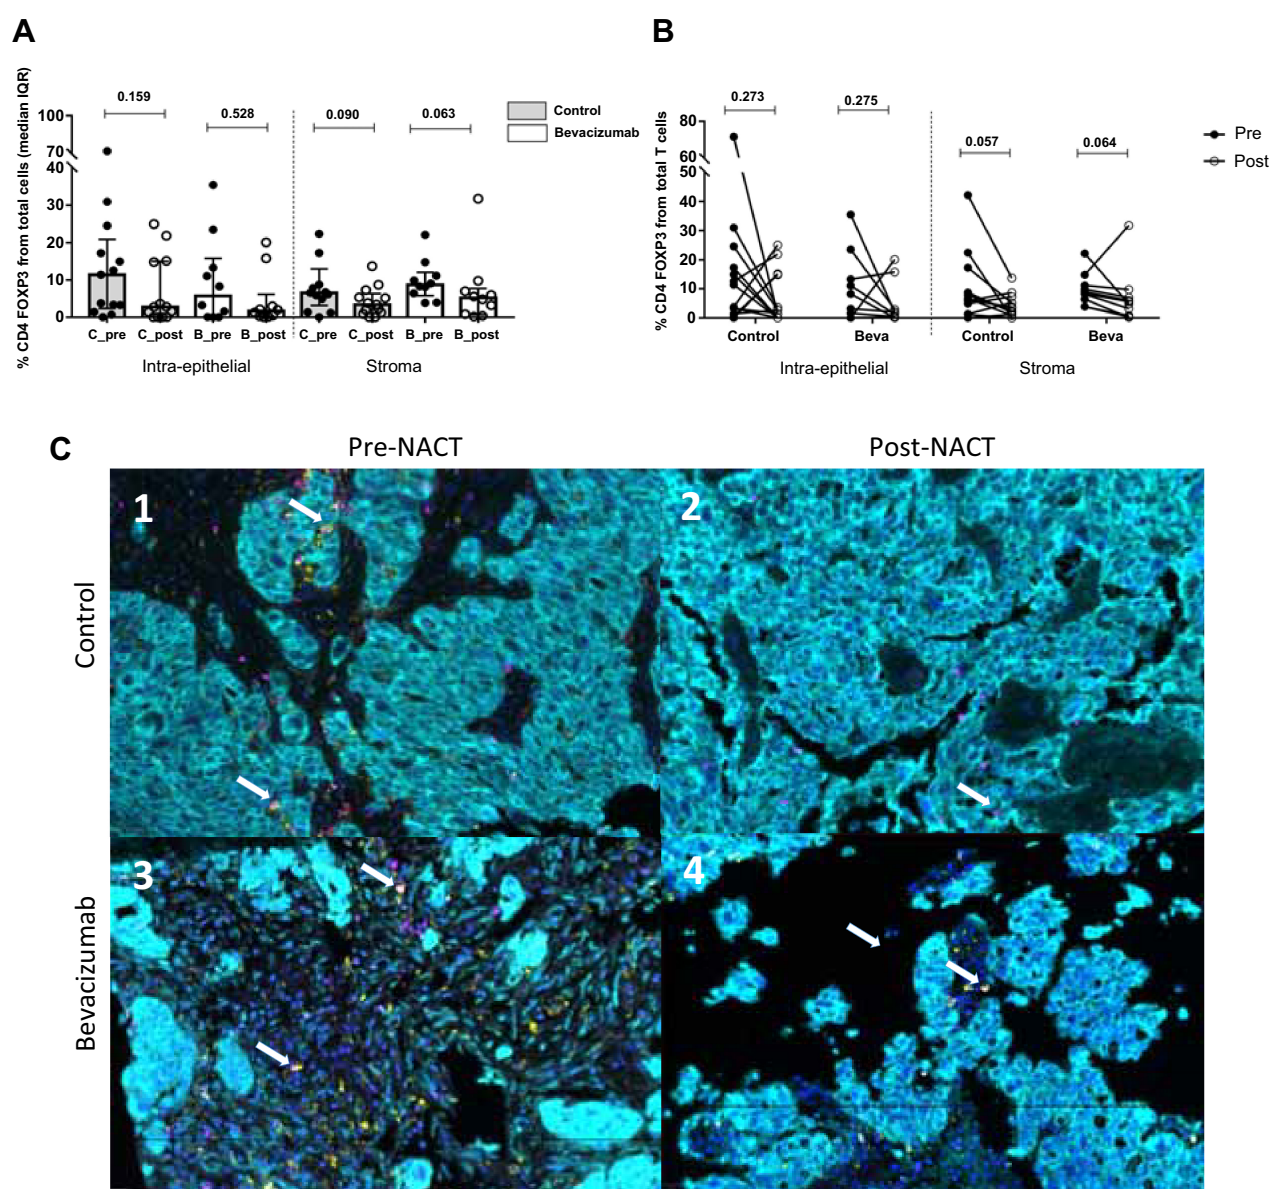 A
% CD4 FOXP3 from total cells (median IQR)
100
70
40
30
20
10
0
0.159
0.528
0.090
0.063
Control
Bevacizumab
C_pre
C_post
B_pre
B_post
C_pre
C_post
B_pre
B_post
Intra-epithelial
Stroma
B
% CD4 FOXP3 from total T cells
80
60
50
40
30
20
10
0
0.273
0.275
0.057
0.064
Pre
Post
Control
Beva
Control
Beva
Intra-epithelial
Stroma
C
Pre-NACT
Post-NACT
Control
Bevacizumab
1
2
3
4